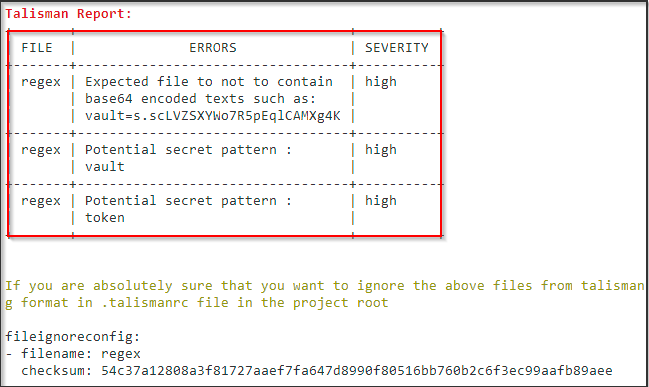 Talisman Report:
FILE | ERRORS | SEVERITY
regex | Expected file to not to contain | high
| base64 encoded texts such as: |
| vault=s.scLVZSXYWo7R5pEqlCAMXg4K |
regex | Potential secret pattern : | high
| vault |
regex | Potential secret pattern : | high
| token |
If you are absolutely sure that you want to ignore the above files from talisman
g format in .talismanrc file in the project root
fileignoreconfig:
- filename: regex
checksum: 54c37a12808a3f81727aaef7fa647d8990f80516bb760b2c6f3ec99aafb89aee